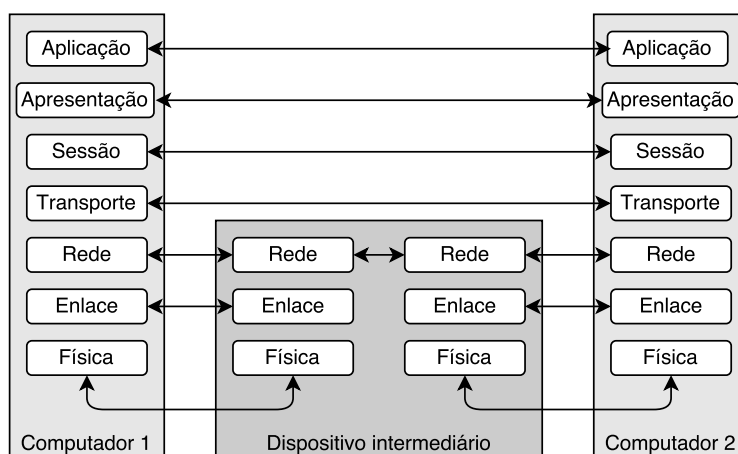 Aplicação
Aplicação
Apresentação
Apresentação
Sessão
Sessão
Transporte
Transporte
Rede
Rede
Rede
Rede
Enlace
Enlace
Enlace
Enlace
Física
Física
Física
Física
Computador 1
Dispositivo intermediário
Computador 2